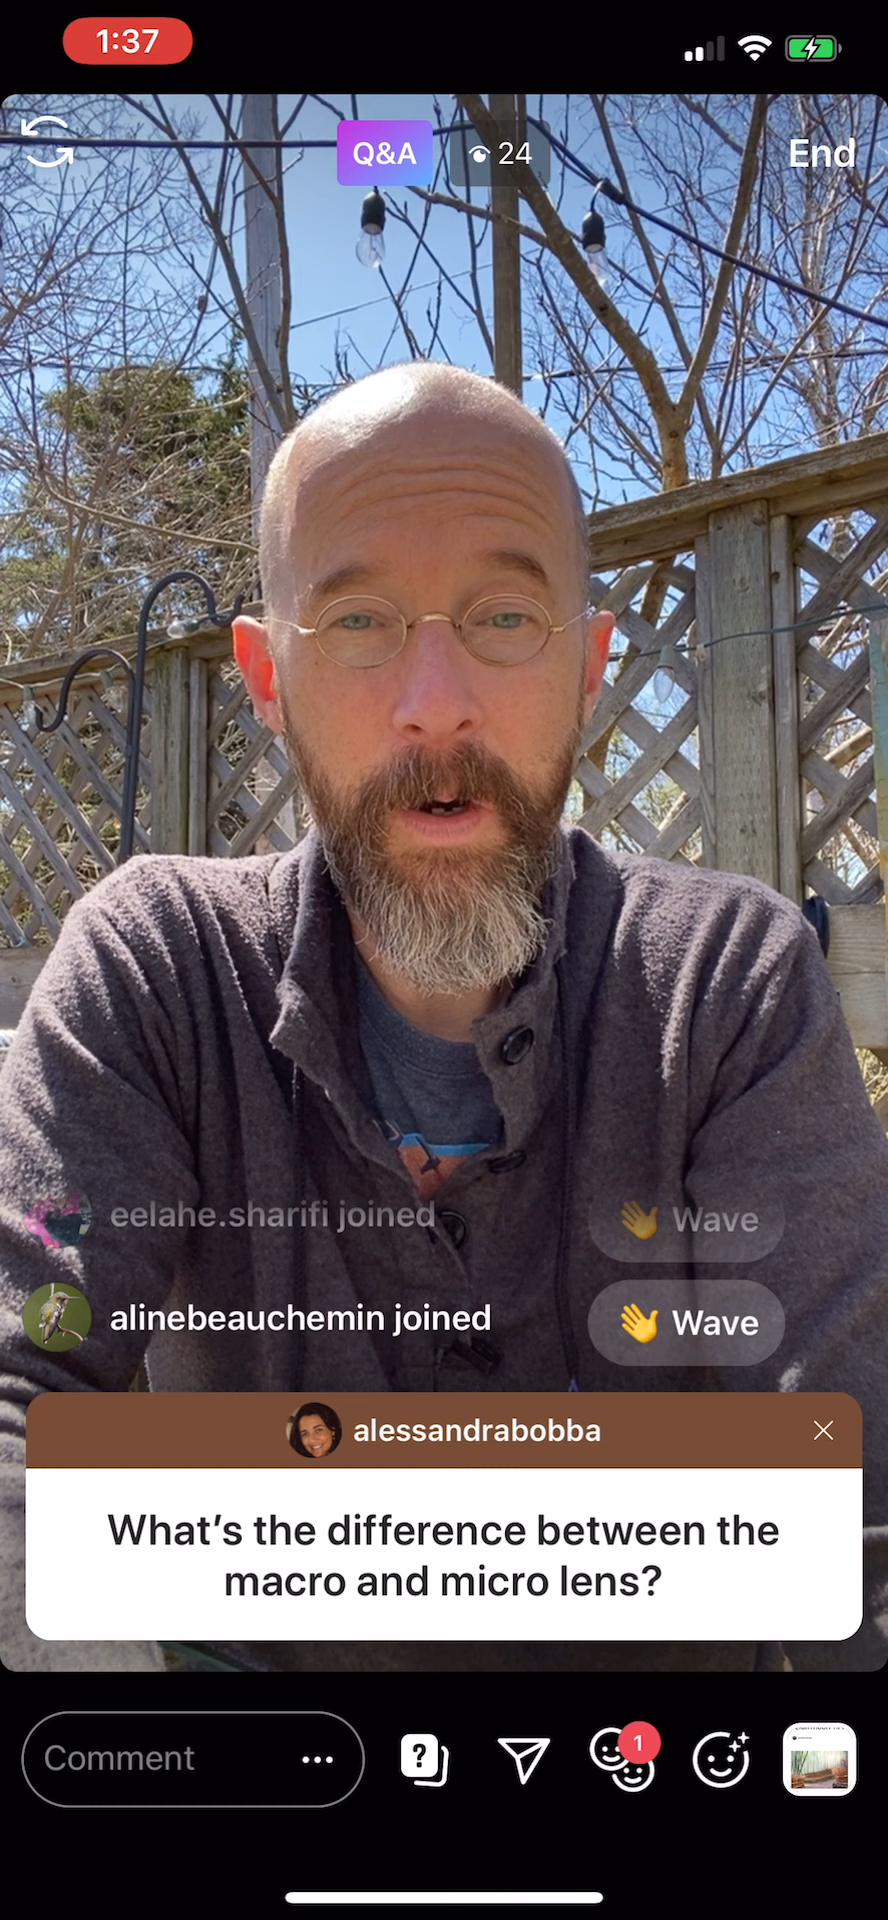 1:37
Q&A
24
End
eelahe.sharifi joined
👋 Wave
alinebeauchemin joined
👋 Wave
alessandrabobba
What's the difference between the
macro and micro lens?
Comment
?
1